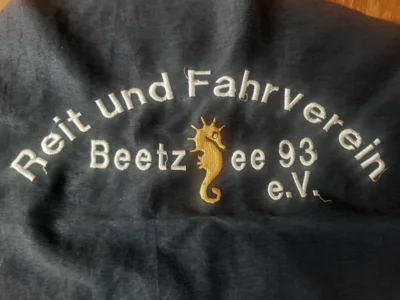 Reit und Fahrverein
Beetz ee 93
e.V.